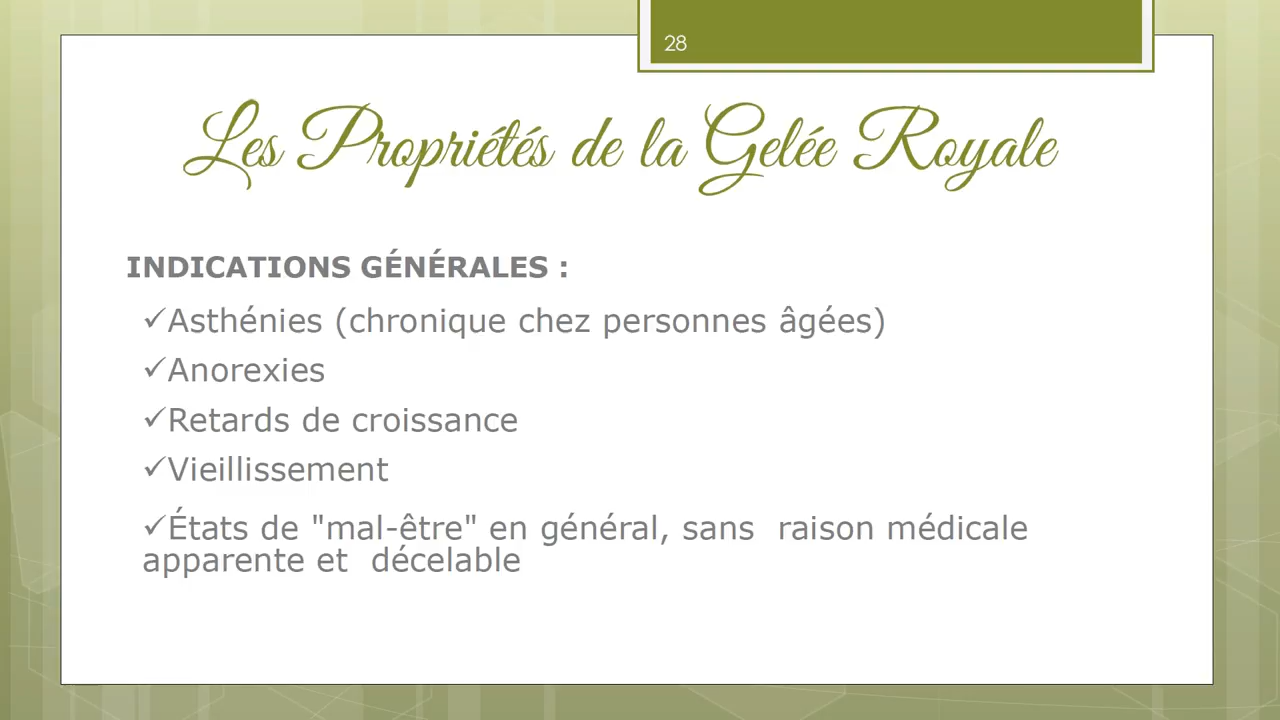 28
Les Propriétés de la Gelée Royale
INDICATIONS GÉNÉRALES :
✓Asthénies (chronique chez personnes âgées)
✓Anorexies
✓Retards de croissance
✓Vieillissement
✓États de "mal-être" en général, sans  raison médicale
apparente et  décelable